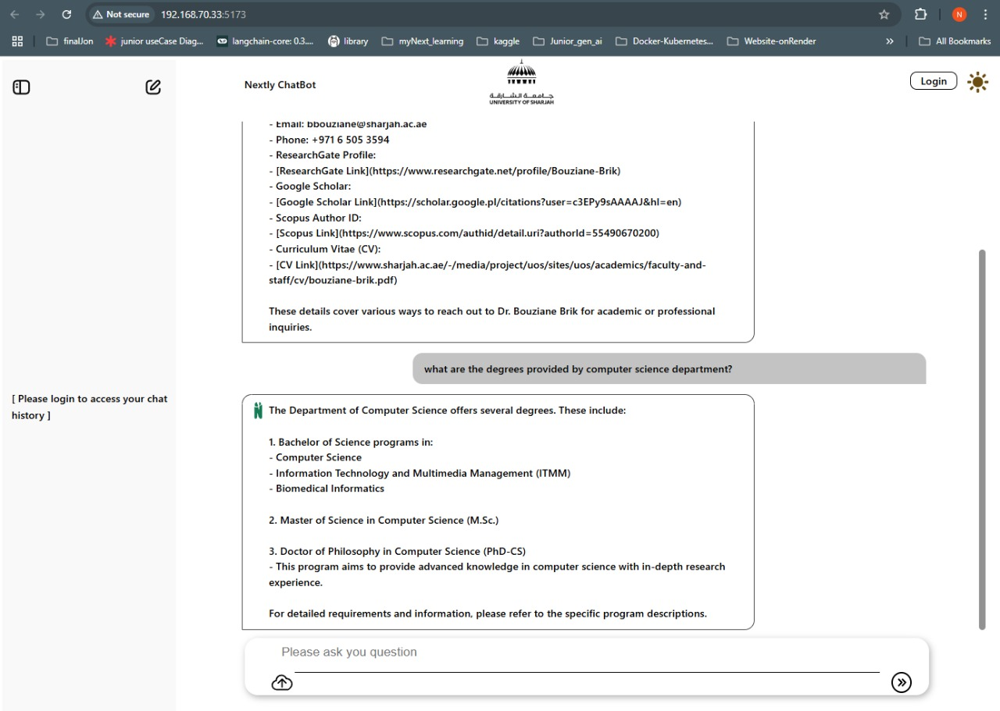 Not secure
192.168.70.33:5173
N
finalJon
junior useCase Diag...
langchain-core: 0.3....
library
myNext_learning
kaggle
Junior_gen_ai
Docker-Kubernetes...
Website-onRender
»
All Bookmarks
Nextly ChatBot
جامعة الشارقة
UNIVERSITY OF SHARJAH
Login
- Email: bbouziane@sharjah.ac.ae
- Phone: +971 6 505 3594
- ResearchGate Profile:
- [ResearchGate Link](https://www.researchgate.net/profile/Bouziane-Brik)
- Google Scholar:
- [Google Scholar Link](https://scholar.google.pl/citations?user=c3EPy9sAAAAJ&hl=en)
- Scopus Author ID:
- [Scopus Link](https://www.scopus.com/authid/detail.uri?authorId=55490670200)
- Curriculum Vitae (CV):
- [CV Link](https://www.sharjah.ac.ae/-/media/project/uos/sites/uos/academics/faculty-and-
staff/cv/bouziane-brik.pdf)
These details cover various ways to reach out to Dr. Bouziane Brik for academic or professional
inquiries.
what are the degrees provided by computer science department?
[ Please login to access your chat
history ]
N
The Department of Computer Science offers several degrees. These include:
1. Bachelor of Science programs in:
- Computer Science
- Information Technology and Multimedia Management (ITMM)
- Biomedical Informatics
2. Master of Science in Computer Science (M.Sc.)
3. Doctor of Philosophy in Computer Science (PhD-CS)
- This program aims to provide advanced knowledge in computer science with in-depth research
experience.
For detailed requirements and information, please refer to the specific program descriptions.
Please ask you question